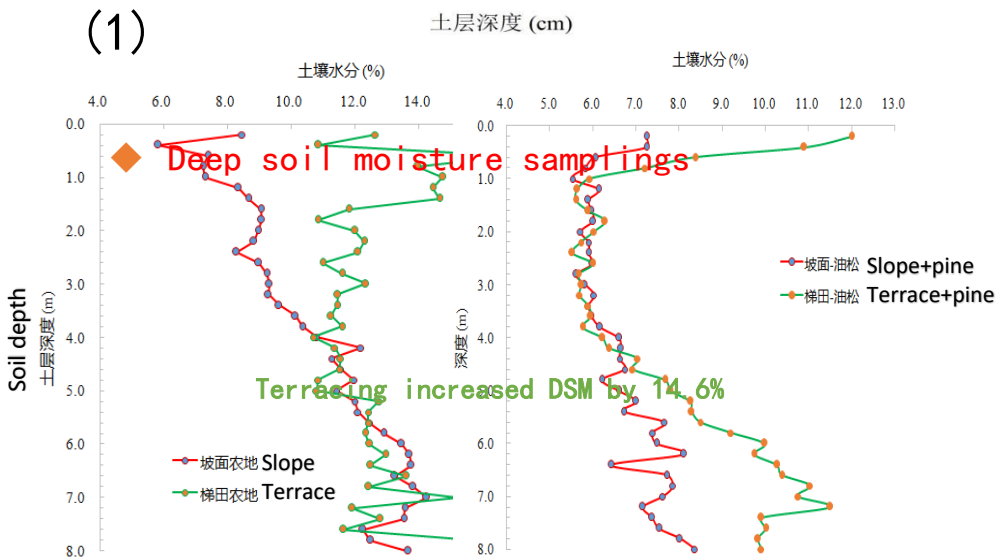 (1)
土层深度 (cm)
土壤水分 (%)
4.0 6.0 8.0 10.0 12.0 14.0
0.0
1.0
2.0
3.0
4.0
5.0
6.0
7.0
8.0
Soil depth
土层深度 (m)
坡面农地 Slope
梯田农地 Terrace
土壤水分 (%)
4.0 5.0 6.0 7.0 8.0 9.0 10.0 11.0 12.0 13.0
0.0
1.0
2.0
3.0
4.0
5.0
6.0
7.0
8.0
深度 (m)
坡面-油松 Slope+pine
梯田-油松 Terrace+pine
Deep soil moisture samplings
Terracing increased DSM by 14.6%